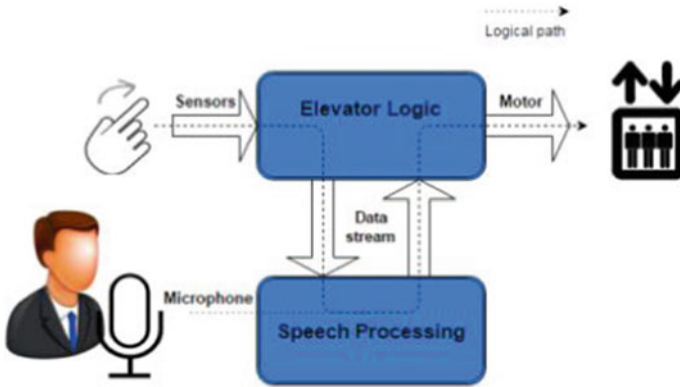 Logical path
Sensors
Elevator Logic
Motor
Data
stream
Microphone
Speech Processing